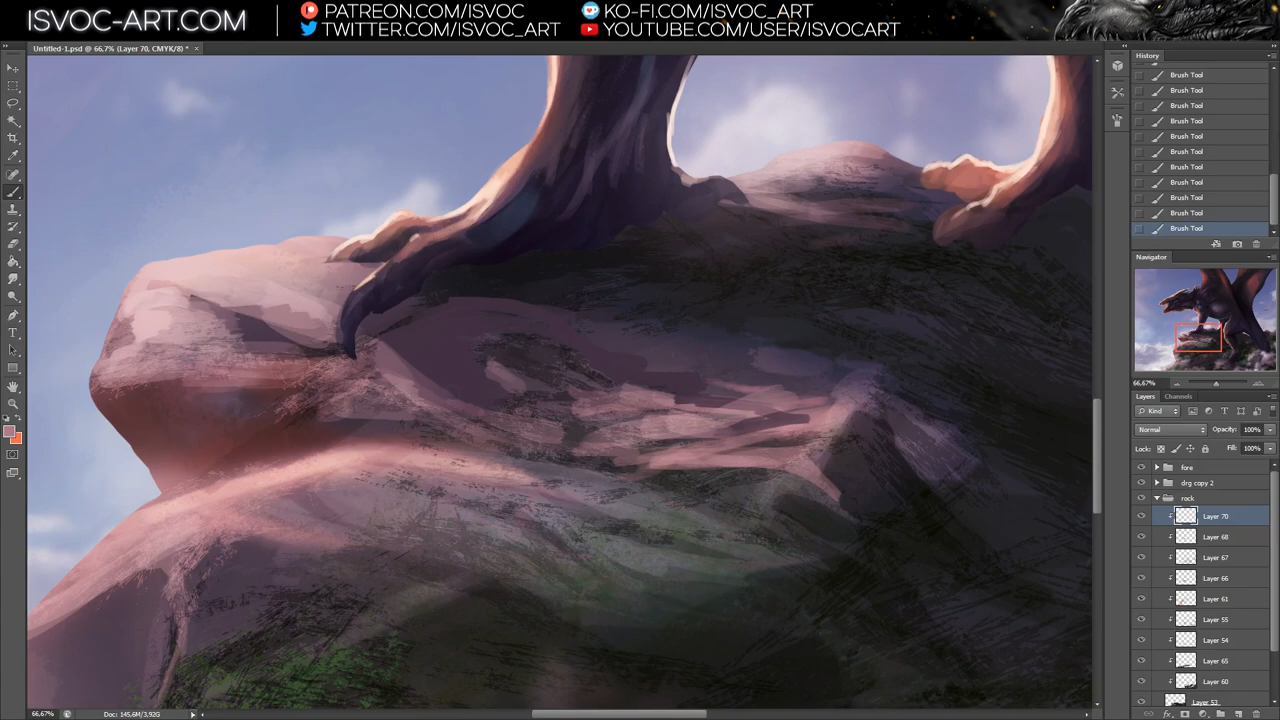 ISVOC-ART.COM
PATREON.COM/ISVOC
KO-FI.COM/ISVOC_ART
TWITTER.COM/ISVOC_ART
YOUTUBE.COM/USER/ISVOCART
Untitled-1.psd @ 66,7% (Layer 70, CMYK/8) * ×
History
Brush Tool
Brush Tool
Brush Tool
Brush Tool
Brush Tool
Brush Tool
Brush Tool
Brush Tool
Brush Tool
Brush Tool
Brush Tool
Navigator
66,67%
Layers Channels
Kind
Normal Opacity: 100%
Lock: Fill: 100%
fore
drg copy 2
rock
Layer 70
Layer 68
Layer 67
Layer 66
Layer 61
Layer 55
Layer 54
Layer 65
Layer 60
Layer 53
66,67% Doc: 145,6M/3,92G